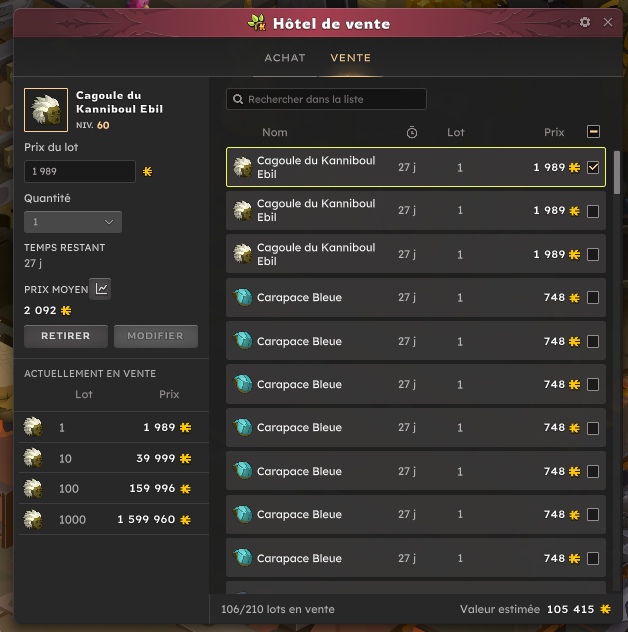 Hôtel de vente
ACHAT VENTE
Cagoule du
Kanniboul Ebil
NIV. 60
Prix du lot
1 989
Quantité
1
TEMPS RESTANT
27 j
PRIX MOYEN
2 092
RETIRER MODIFIER
ACTUELLEMENT EN VENTE
Lot Prix
1 1 989
10 39 999
100 159 996
1000 1 599 960
Rechercher dans la liste
Nom Lot Prix
Cagoule du Kanniboul
Ebil 27 j 1 1 989
Cagoule du Kanniboul
Ebil 27 j 1 1 989
Cagoule du Kanniboul
Ebil 27 j 1 1 989
Carapace Bleue 27 j 1 748
Carapace Bleue 27 j 1 748
Carapace Bleue 27 j 1 748
Carapace Bleue 27 j 1 748
Carapace Bleue 27 j 1 748
Carapace Bleue 27 j 1 748
Carapace Bleue 27 j 1 748
106/210 lots en vente Valeur estimée 105 415